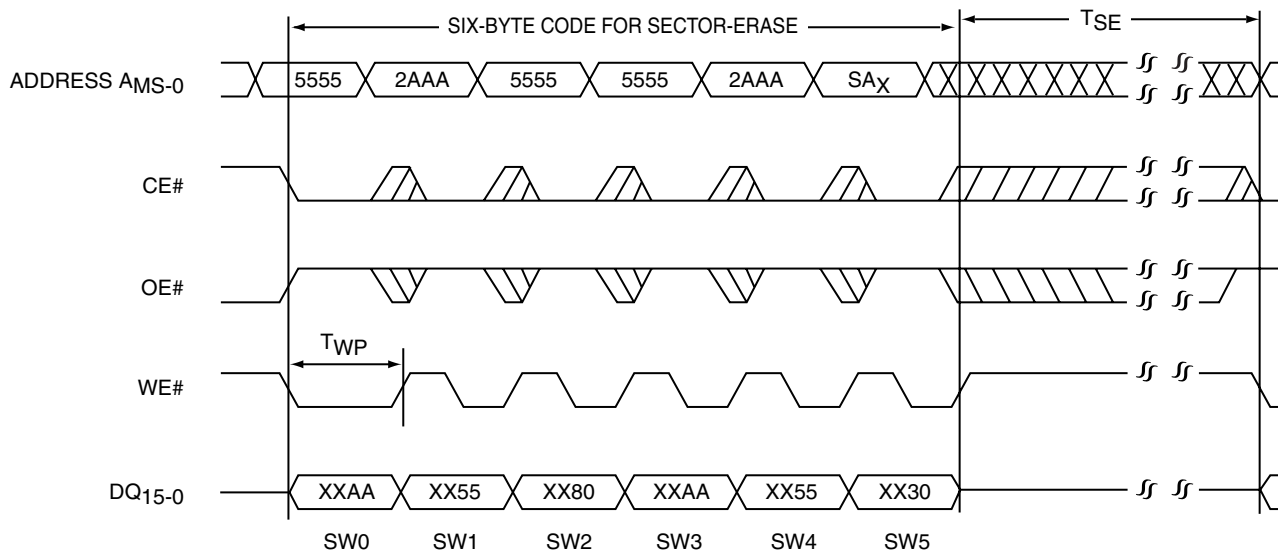 SIX-BYTE CODE FOR SECTOR-ERASE TSE
ADDRESS AMS-0 5555 2AAA 5555 5555 2AAA SAX
CE#
OE#
TWP
WE#
DQ15-0 XXAA XX55 XX80 XXAA XX55 XX30
SW0 SW1 SW2 SW3 SW4 SW5